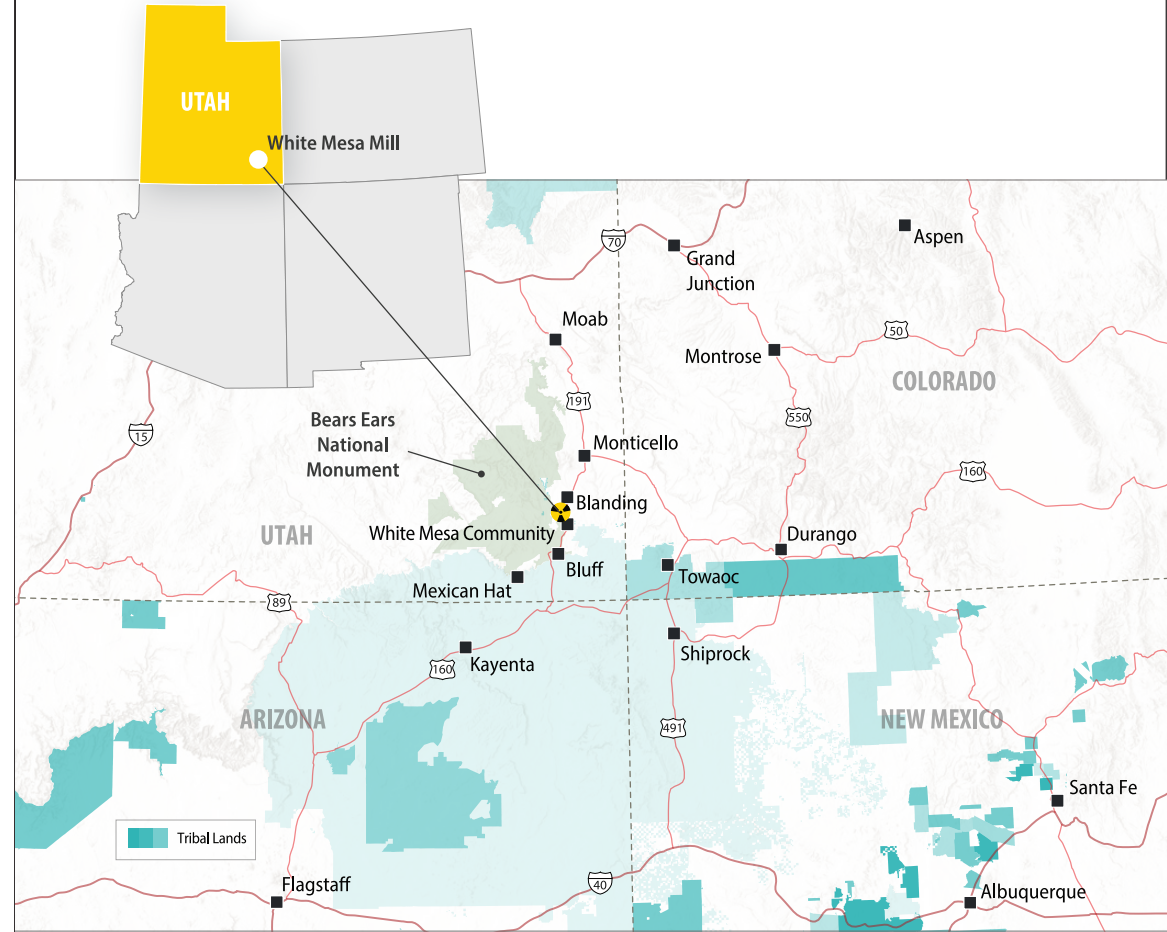 UTAH
White Mesa Mill
70
Aspen
Grand
Junction
Moab
50
Montrose
COLORADO
191
550
Bears Ears
National
Monument
15
Monticello
160
Blanding
UTAH
White Mesa Community
Durango
Bluff
Towaoc
Mexican Hat
89
Shiprock
Kayenta
160
ARIZONA
NEW MEXICO
491
Santa Fe
Tribal Lands
Flagstaff
40
Albuquerque